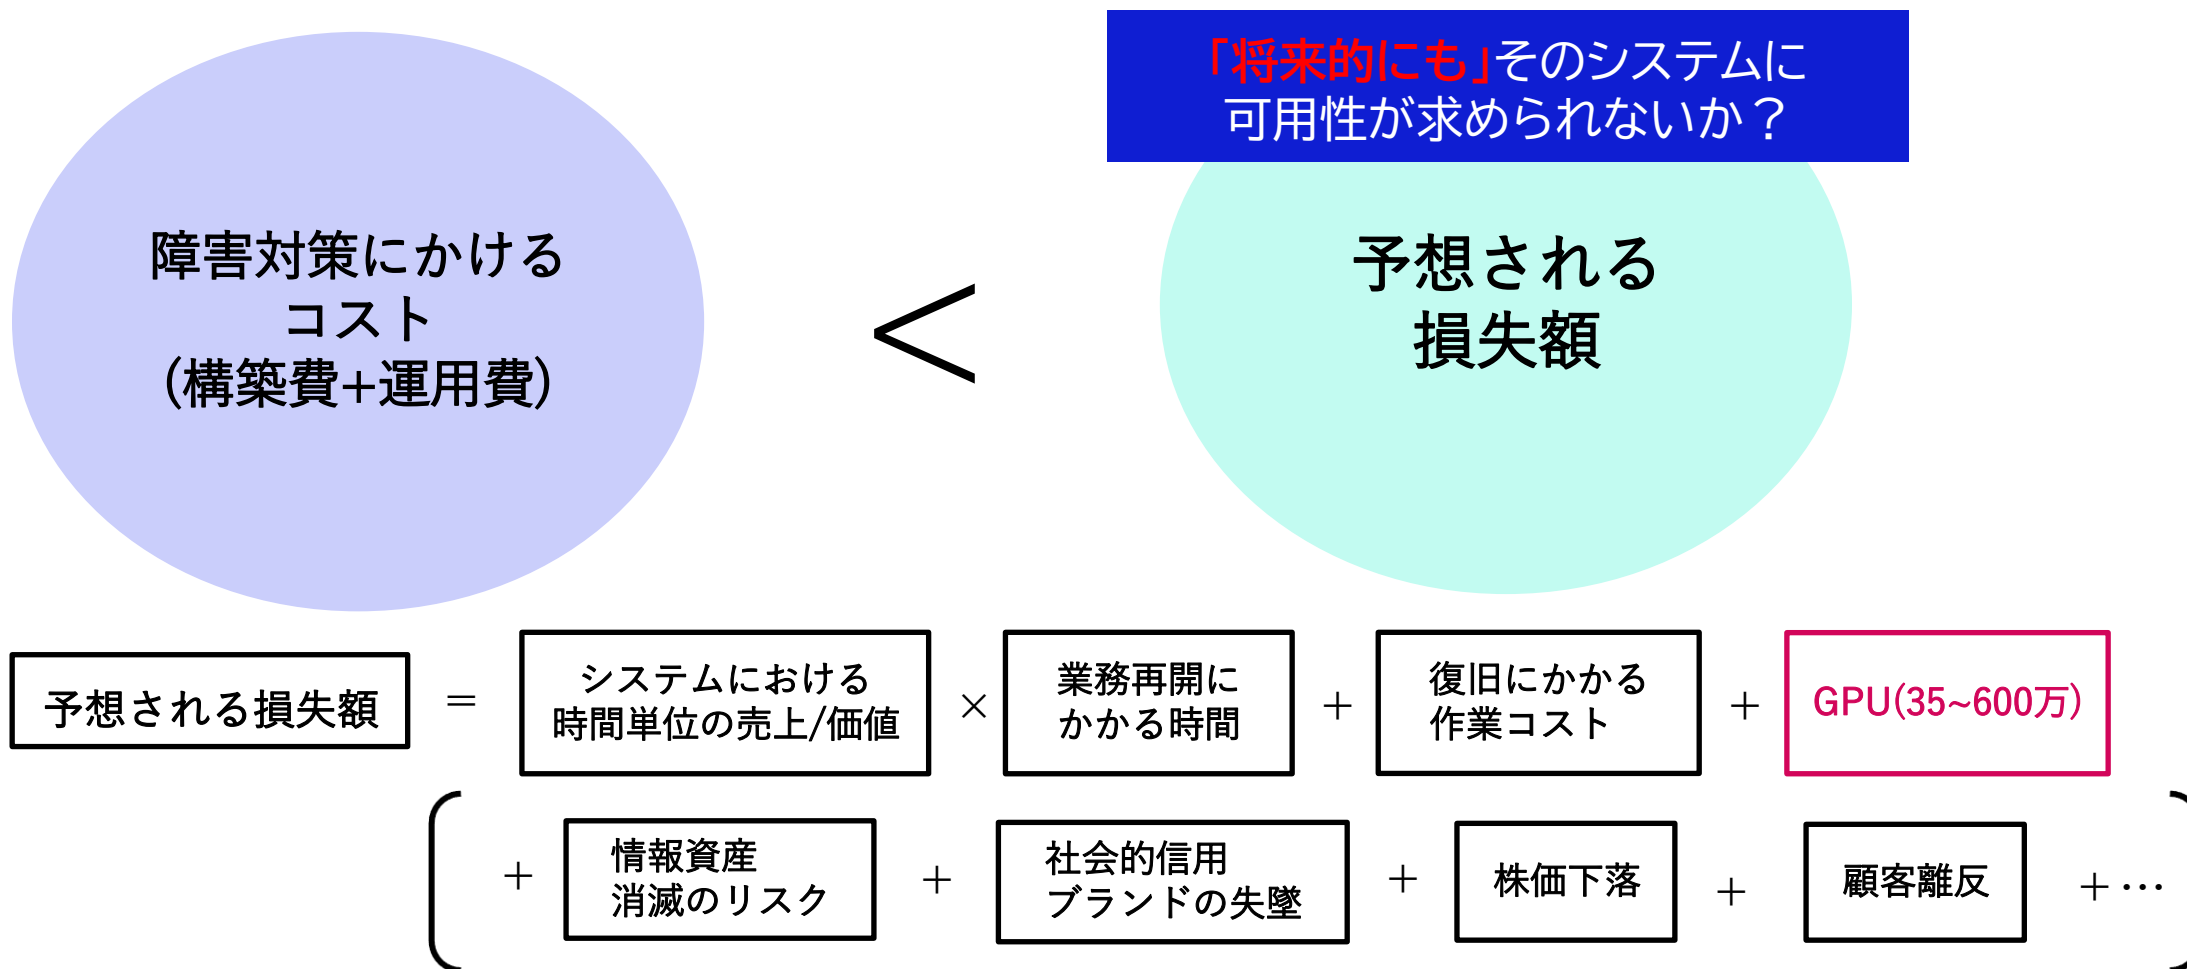 「将来的にも」そのシステムに
可用性が求められないか？
障害対策にかける
コスト
（構築費+運用費）
<
予想される
損失額
予想される損失額
=
システムにおける
時間単位の売上/価値
×
業務再開に
かかる時間
+
復旧にかかる
作業コスト
+
GPU(35~600万)
+
情報資産
消滅のリスク
+
社会的信用
ブランドの失墜
+
株価下落
+
顧客離反
+…